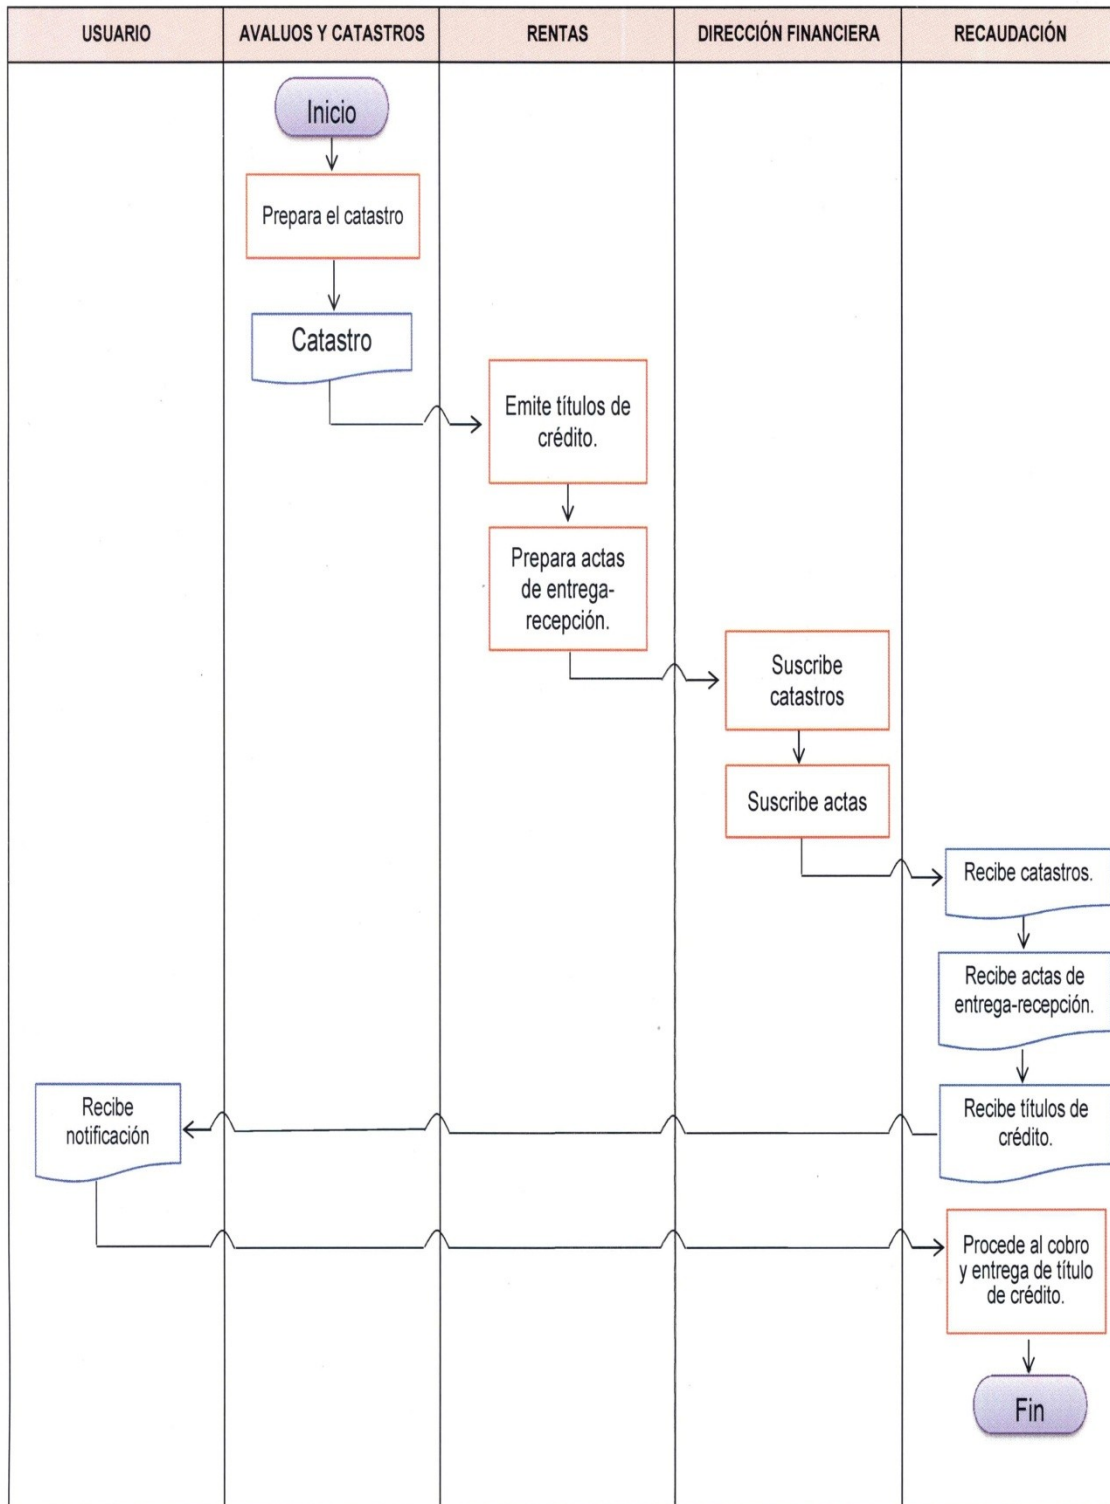 USUARIO
AVALUOS Y CATASTROS
RENTAS
DIRECCIÓN FINANCIERA
RECAUDACIÓN
Inicio
Prepara el catastro
Catastro
Emite títulos de
crédito.
Prepara actas
de entrega-
recepción.
Suscribe
catastros
Suscribe actas
Recibe catastros.
Recibe actas de
entrega-recepción.
Recibe títulos de
crédito.
Recibe
notificación
Procede al cobro
y entrega de título
de crédito.
Fin